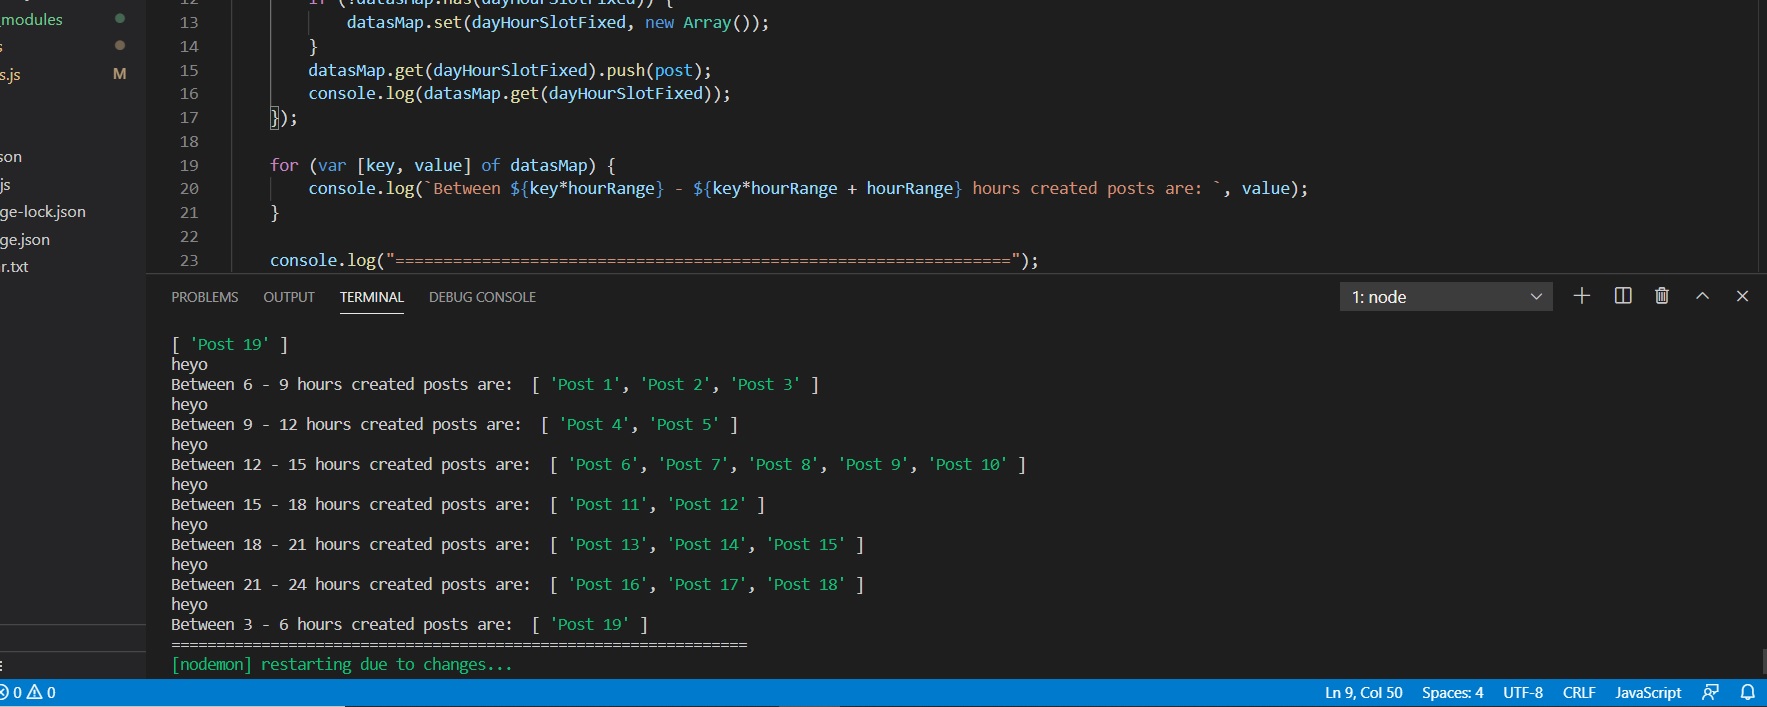 _modules
s
s.js M
son
js
ge-lock.json
ge.json
r.txt
12 if (!datasMap.has(dayHourSlotFixed)) {
13 datasMap.set(dayHourSlotFixed, new Array());
14 }
15 datasMap.get(dayHourSlotFixed).push(post);
16 console.log(datasMap.get(dayHourSlotFixed));
17 });
18
19 for (var [key, value] of datasMap) {
20 console.log(`Between ${key*hourRange} - ${key*hourRange + hourRange} hours created posts are: `, value);
21 }
22
23 console.log("================================================================");
PROBLEMS OUTPUT TERMINAL DEBUG CONSOLE 1: node
[ 'Post 19' ]
heyo
Between 6 - 9 hours created posts are:  [ 'Post 1', 'Post 2', 'Post 3' ]
heyo
Between 9 - 12 hours created posts are:  [ 'Post 4', 'Post 5' ]
heyo
Between 12 - 15 hours created posts are:  [ 'Post 6', 'Post 7', 'Post 8', 'Post 9', 'Post 10' ]
heyo
Between 15 - 18 hours created posts are:  [ 'Post 11', 'Post 12' ]
heyo
Between 18 - 21 hours created posts are:  [ 'Post 13', 'Post 14', 'Post 15' ]
heyo
Between 21 - 24 hours created posts are:  [ 'Post 16', 'Post 17', 'Post 18' ]
heyo
Between 3 - 6 hours created posts are:  [ 'Post 19' ]
================================================================
[nodemon] restarting due to changes...
0 0 Ln 9, Col 50 Spaces: 4 UTF-8 CRLF JavaScript